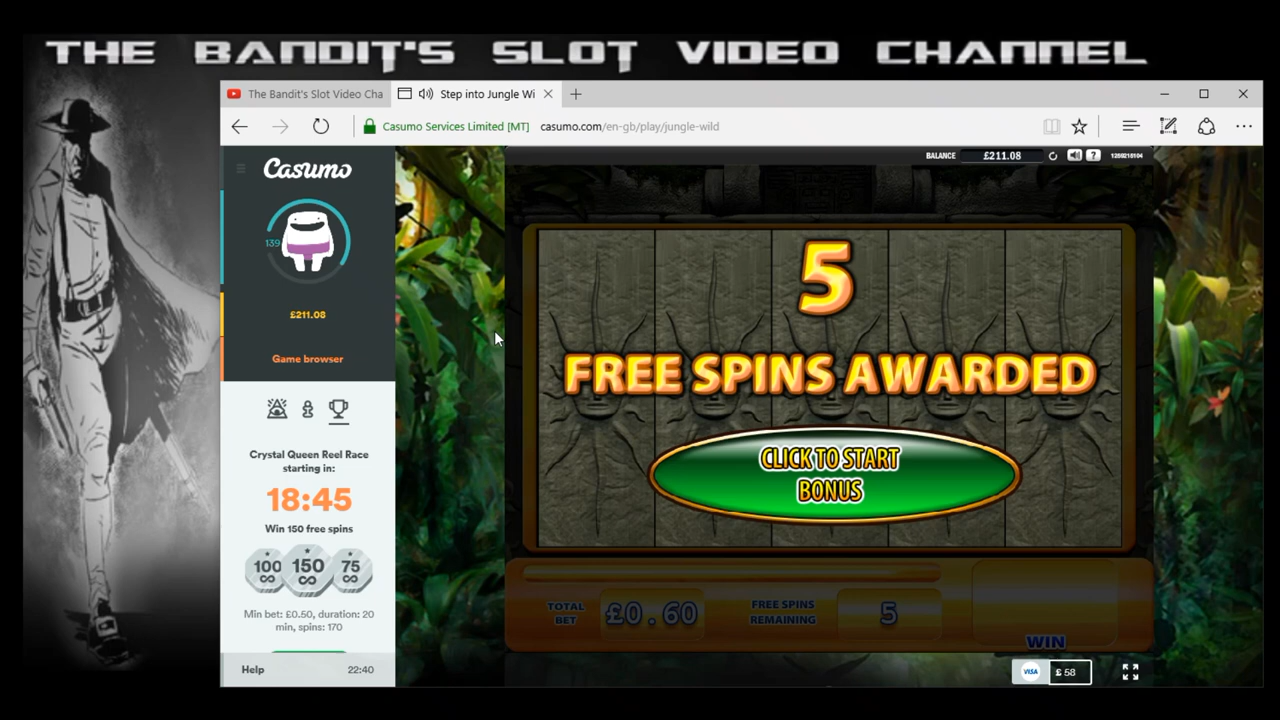 THE BANDIT'S SLOT VIDEO CHANNEL
The Bandit's Slot Video Cha
Step into Jungle Wi
Casumo Services Limited [MT] casumo.com/en-gb/play/jungle-wild
BALANCE £211.08 ? 1259215104
Casumo
139
£211.08
Game browser
Crystal Queen Reel Race
starting in:
18:45
Win 150 free spins
100 150 75
∞ ∞ ∞
Min bet: £0.50, duration: 20
min, spins: 170
Help 22:40
5
FREE SPINS AWARDED
CLICK TO START
BONUS
TOTAL
BET
£0.60
FREE SPINS
REMAINING
5
WIN
VISA £ 58